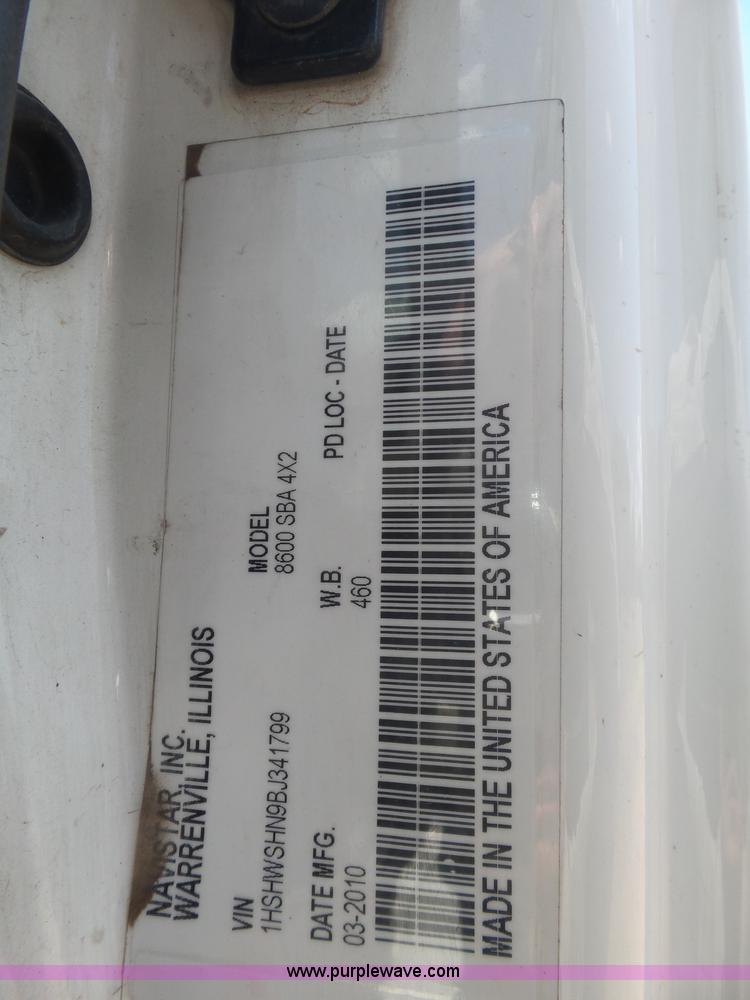 NAVISTAR, INC.
WARRENVILLE, ILLINOIS
VIN
1HSHWSHN9BJ341799
MODEL
8600 SBA 4X2
DATE MFG.
03-2010
W.B.
460
PD LOC - DATE
MADE IN THE UNITED STATES OF AMERICA
www.purplewave.com